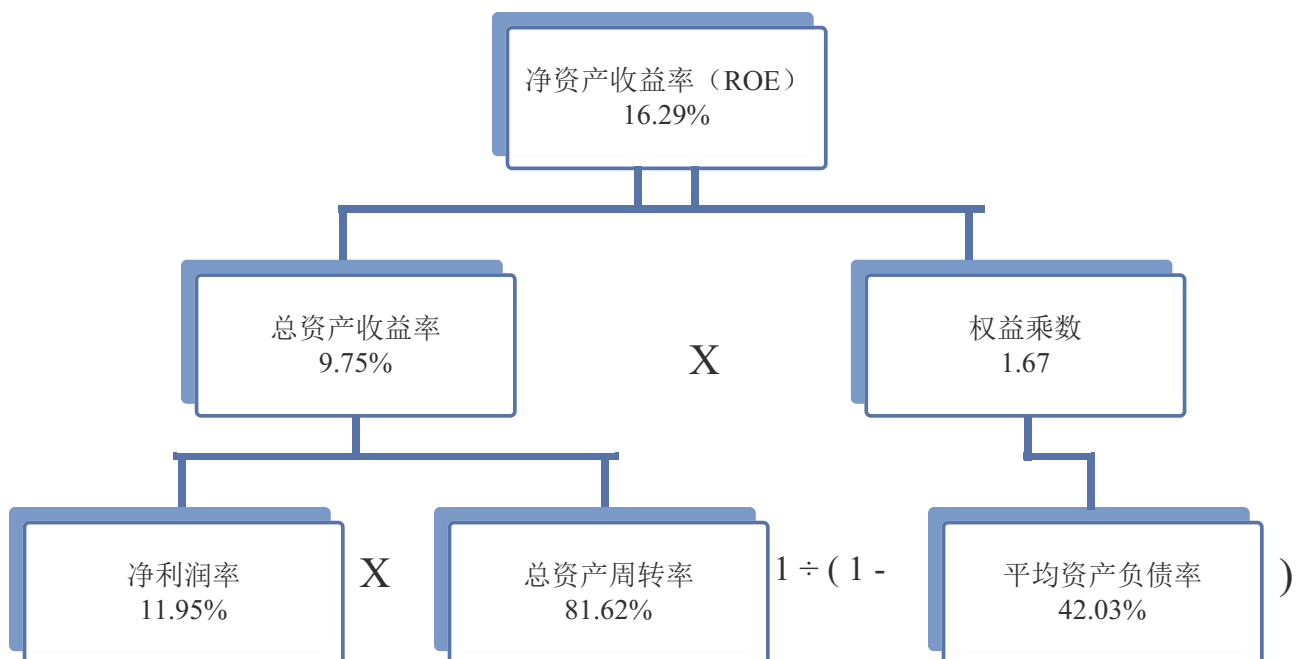 净资产收益率（ROE）
16.29%
总资产收益率
9.75%
X
权益乘数
1.67
净利润率
11.95%
X
总资产周转率
81.62%
1 ÷ ( 1 -
平均资产负债率
42.03%
)